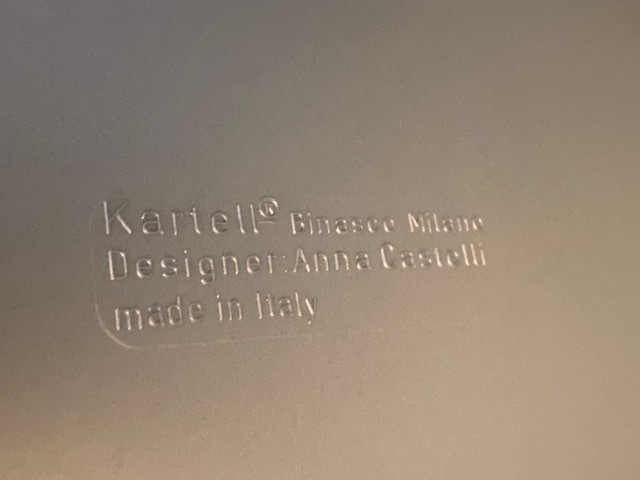 Kartell® Binasco Milano
Designer:Anna Castelli
made in Italy